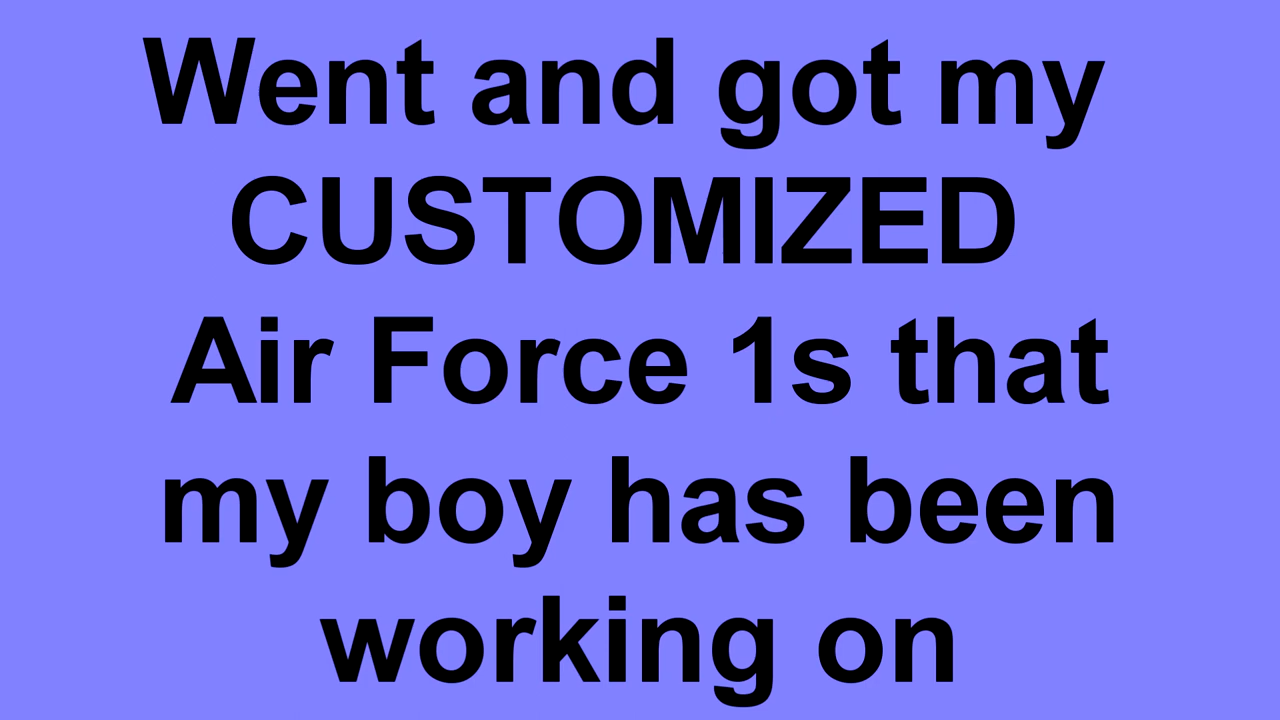 Went and got my
CUSTOMIZED
Air Force 1s that
my boy has been
working on